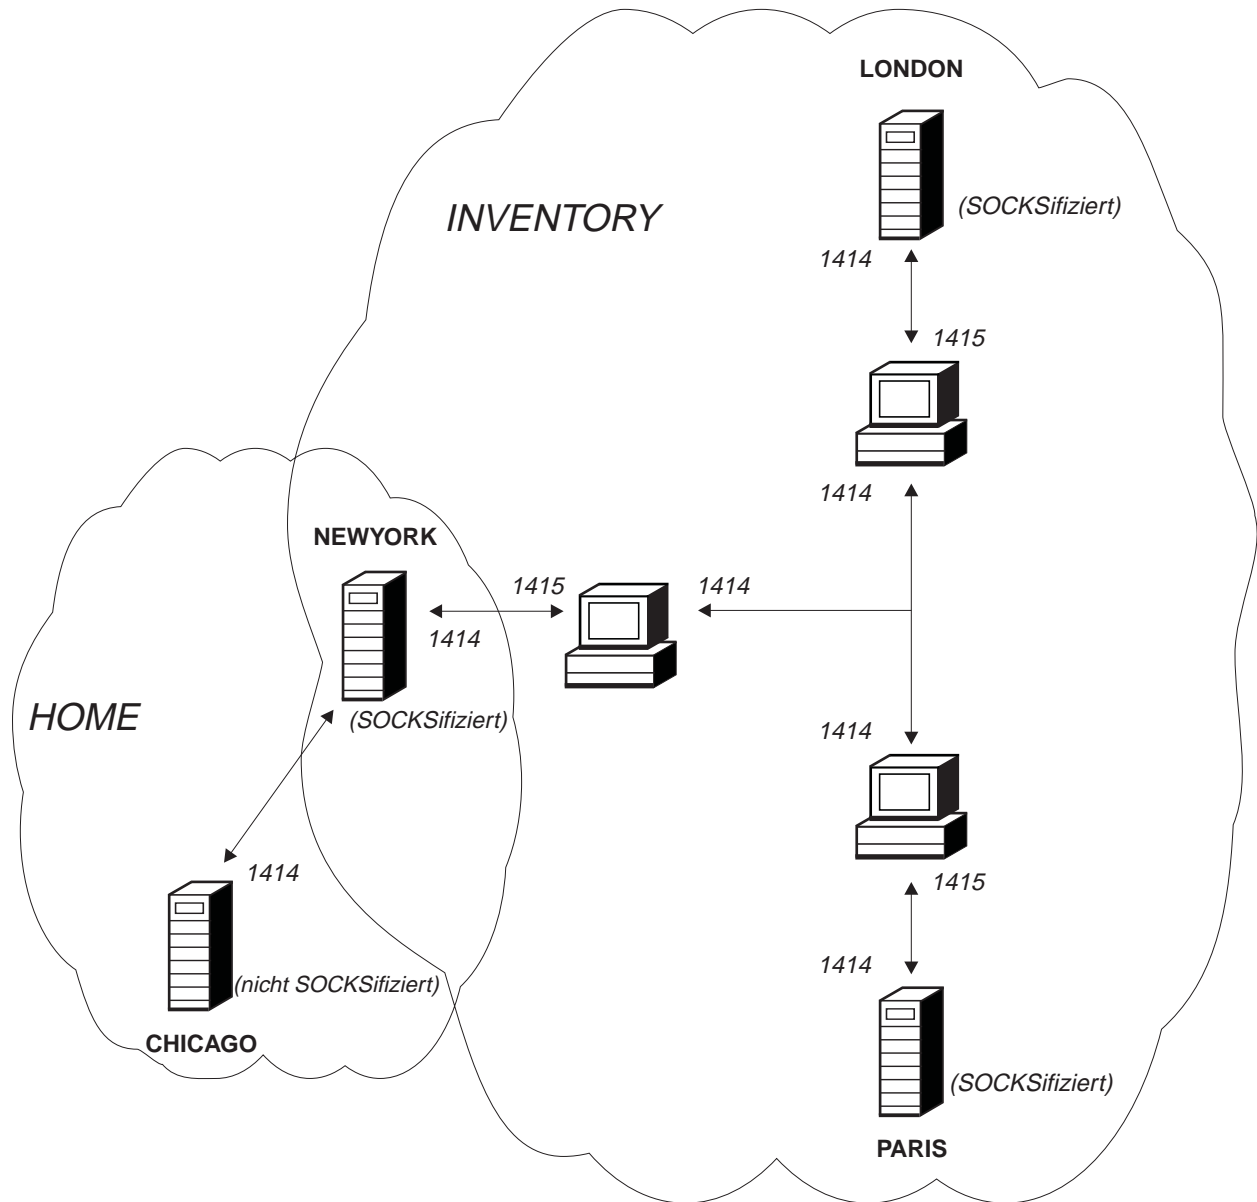 LONDON
INVENTORY
(SOCKSifiziert)
1414
1415
1414
NEWYORK
1415
1414
1414
HOME
(SOCKSifiziert)
1414
1414
1415
1414
(nicht SOCKSifiziert)
CHICAGO
(SOCKSifiziert)
PARIS